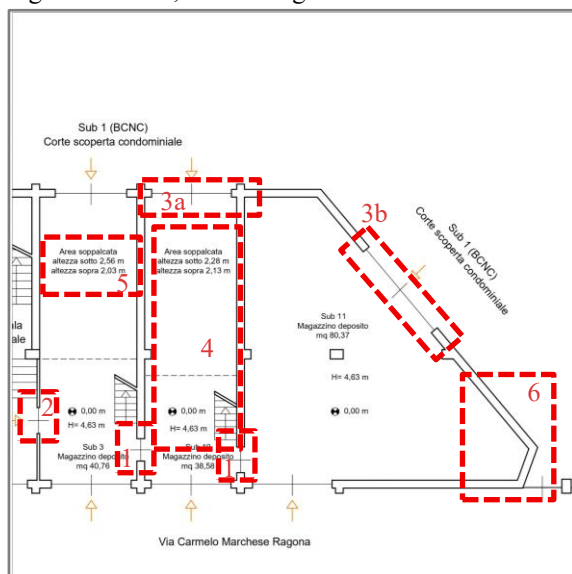 Sub 1 (BCNC)
Corte scoperta condominiale
3a
3b
Sub 1 (BCNC)
Corte scoperta condominiale
Area soppalcata
altezza sotto 2,56 m
altezza sopra 2,03 m
5
Area soppalcata
altezza sotto 2,28 m
altezza sopra 2,13 m
4
Sub 11
Magazzino deposito
mq 80,37
H= 4,63 m
6
2
0,00 m
H= 4,63 m
0,00 m
H= 4,63 m
0,00 m
Sub 3
Magazzino deposito
mq 40,76
1
Magazzino deposito
mq 38,58
1
Via Carmelo Marchese Ragona